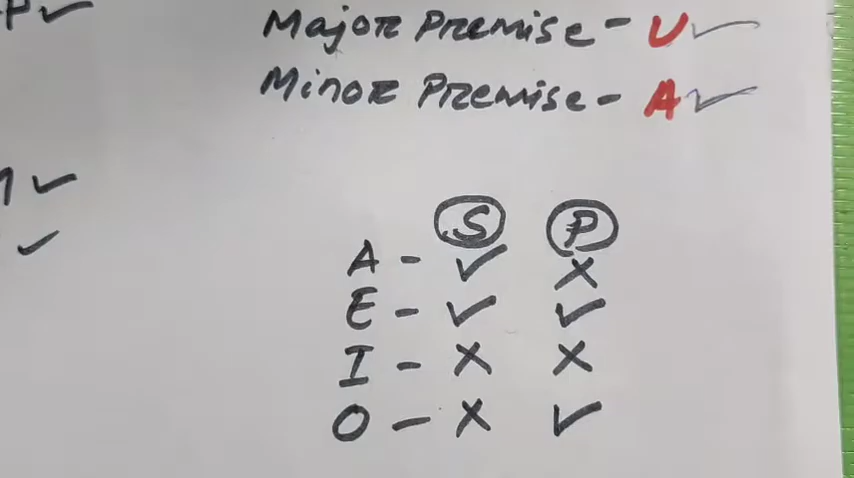 P✓
Major Premise - U✓
Minor Premise - A✓
✓
✓
S P
A - ✓ ×
E - ✓ ✓
I - × ×
O - × ✓